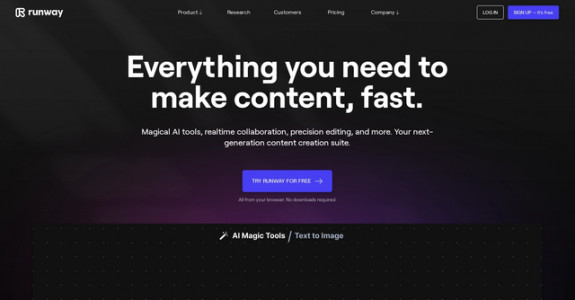 runway
Product ↓ Research Customers Pricing Company ↓
LOG IN
SIGN UP – It's free
Everything you need to
make content, fast.
Magical AI tools, realtime collaboration, precision editing, and more. Your next-
generation content creation suite.
TRY RUNWAY FOR FREE →
All from your browser. No downloads required.
AI Magic Tools / Text to Image